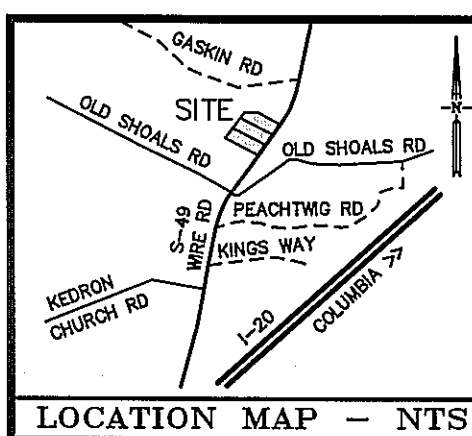 GASKIN RD
SITE
OLD SHOALS RD
OLD SHOALS RD
N
S-49
WIRE RD
PEACHTWIG RD
KINGS WAY
KEDRON
CHURCH RD
I-20
COLUMBIA >>
LOCATION MAP - NTS